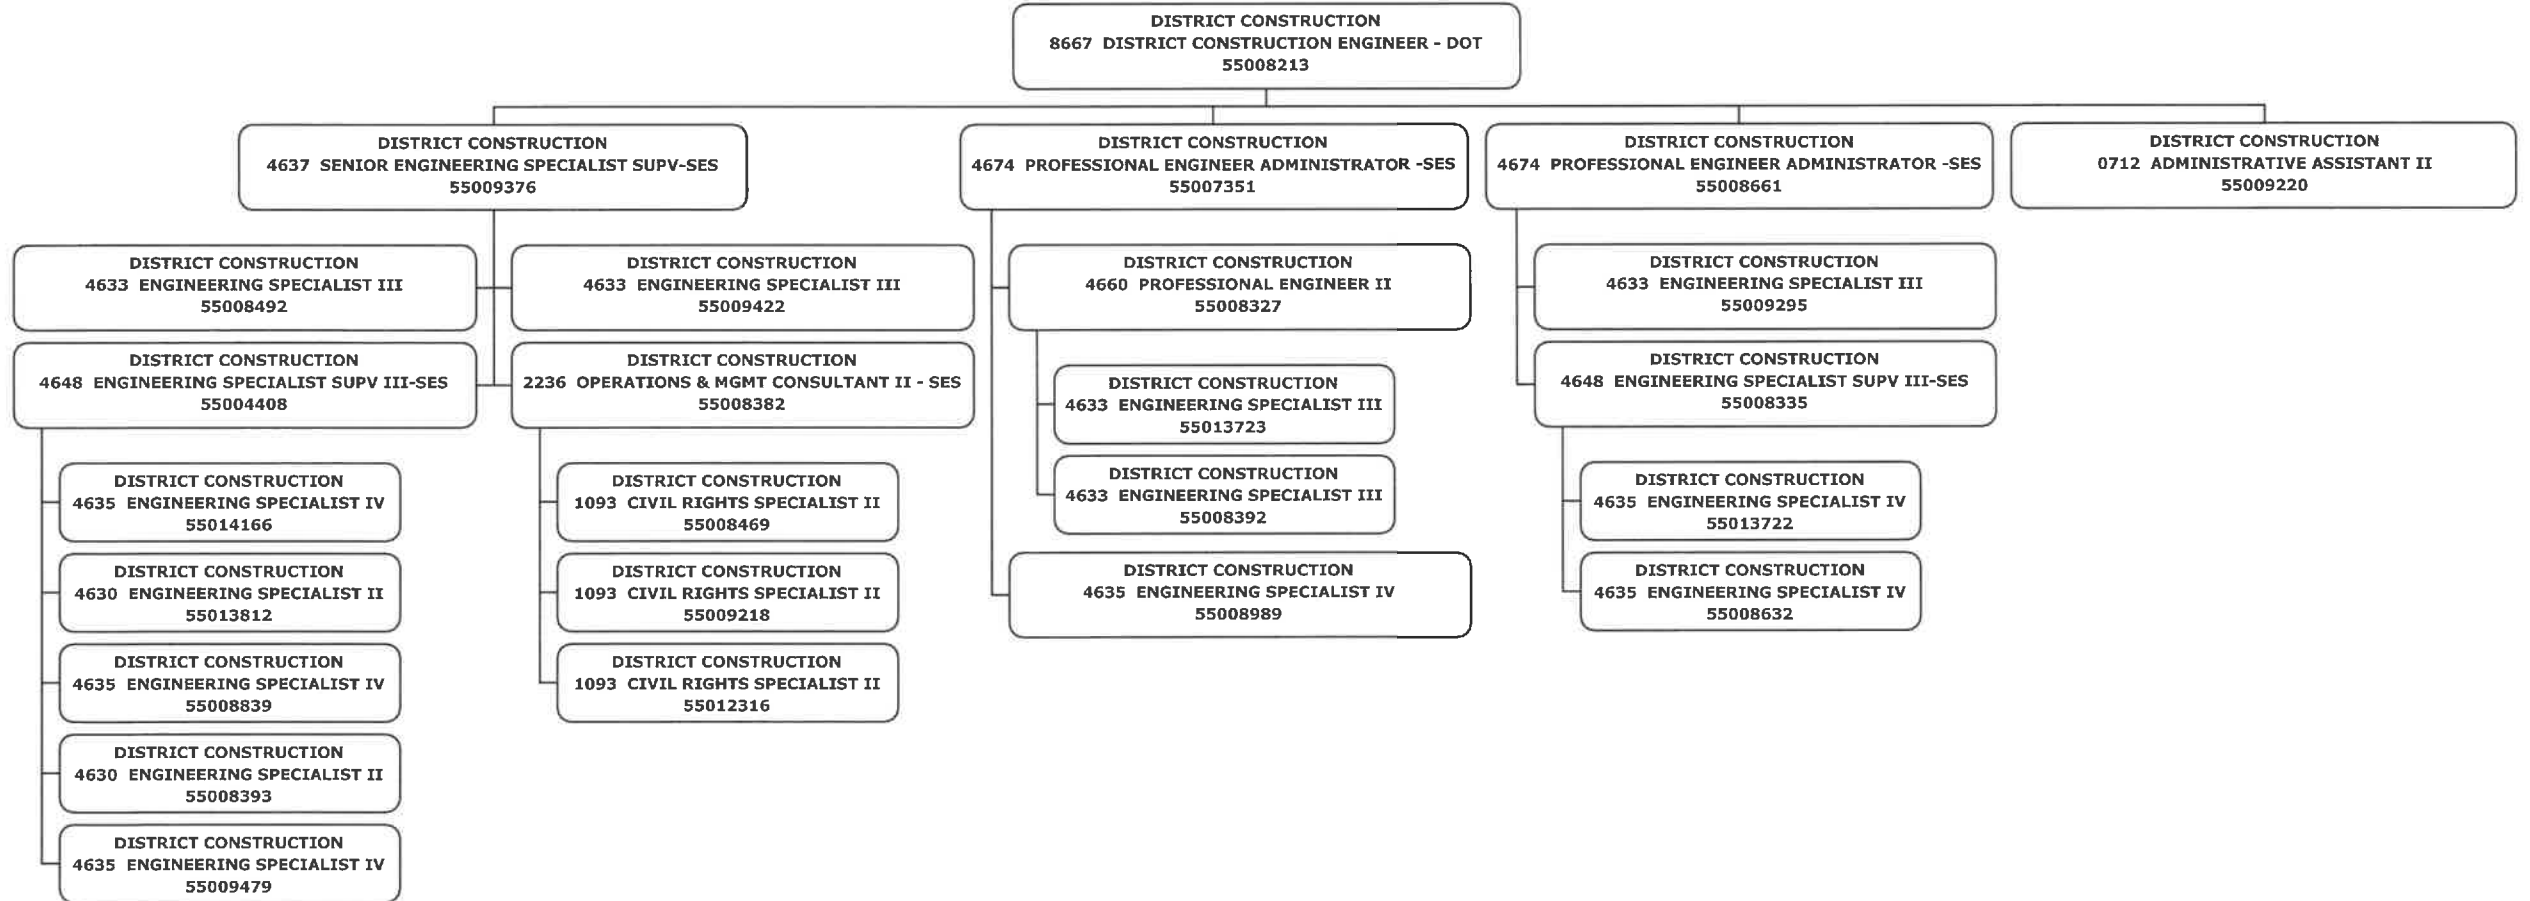 DISTRICT CONSTRUCTION
8667 DISTRICT CONSTRUCTION ENGINEER - DOT
55008213
DISTRICT CONSTRUCTION
4637 SENIOR ENGINEERING SPECIALIST SUPV-SES
55009376
DISTRICT CONSTRUCTION
4674 PROFESSIONAL ENGINEER ADMINISTRATOR -SES
55007351
DISTRICT CONSTRUCTION
4674 PROFESSIONAL ENGINEER ADMINISTRATOR -SES
55008661
DISTRICT CONSTRUCTION
0712 ADMINISTRATIVE ASSISTANT II
55009220
DISTRICT CONSTRUCTION
4633 ENGINEERING SPECIALIST III
55008492
DISTRICT CONSTRUCTION
4633 ENGINEERING SPECIALIST III
55009422
DISTRICT CONSTRUCTION
4648 ENGINEERING SPECIALIST SUPV III-SES
55004408
DISTRICT CONSTRUCTION
2236 OPERATIONS & MGMT CONSULTANT II - SES
55008382
DISTRICT CONSTRUCTION
4635 ENGINEERING SPECIALIST IV
55014166
DISTRICT CONSTRUCTION
4630 ENGINEERING SPECIALIST II
55013812
DISTRICT CONSTRUCTION
4635 ENGINEERING SPECIALIST IV
55008839
DISTRICT CONSTRUCTION
4630 ENGINEERING SPECIALIST II
55008393
DISTRICT CONSTRUCTION
4635 ENGINEERING SPECIALIST IV
55009479
DISTRICT CONSTRUCTION
1093 CIVIL RIGHTS SPECIALIST II
55008469
DISTRICT CONSTRUCTION
1093 CIVIL RIGHTS SPECIALIST II
55009218
DISTRICT CONSTRUCTION
1093 CIVIL RIGHTS SPECIALIST II
55012316
DISTRICT CONSTRUCTION
4660 PROFESSIONAL ENGINEER II
55008327
DISTRICT CONSTRUCTION
4633 ENGINEERING SPECIALIST III
55013723
DISTRICT CONSTRUCTION
4633 ENGINEERING SPECIALIST III
55008392
DISTRICT CONSTRUCTION
4635 ENGINEERING SPECIALIST IV
55008989
DISTRICT CONSTRUCTION
4633 ENGINEERING SPECIALIST III
55009295
DISTRICT CONSTRUCTION
4648 ENGINEERING SPECIALIST SUPV III-SES
55008335
DISTRICT CONSTRUCTION
4635 ENGINEERING SPECIALIST IV
55013722
DISTRICT CONSTRUCTION
4635 ENGINEERING SPECIALIST IV
55008632